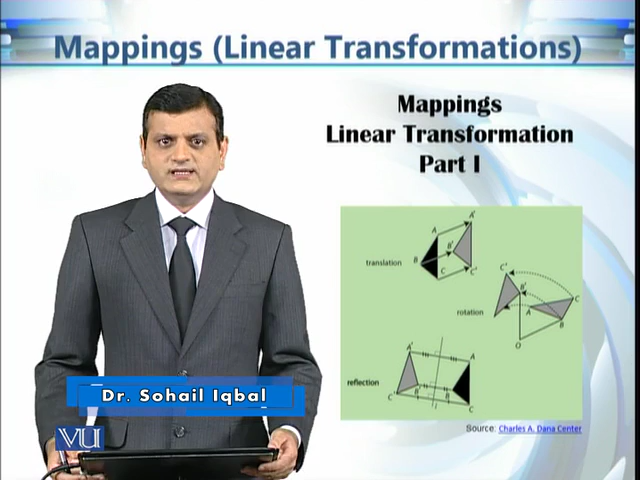 Mappings (Linear Transformations)
Mappings
Linear Transformation
Part I
A A'
B B'
C C'
translation
C' C
B' B
A
rotation
O
A' A
B' B
C' C
l
reflection
Source: Charles A. Dana Center
Dr. Sohail Iqbal
VU